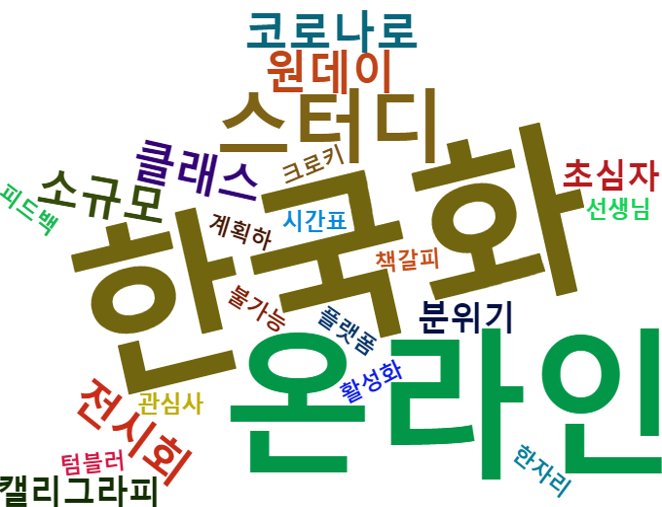 코로나로
원데이
스터디
클래스
크로키
초심자
소규모
피드백
선생님
한국화
계획하
시간표
책갈피
불가능
플랫폼
분위기
온라인
활성화
전시회
관심사
텀블러
한자리
캘리그라피